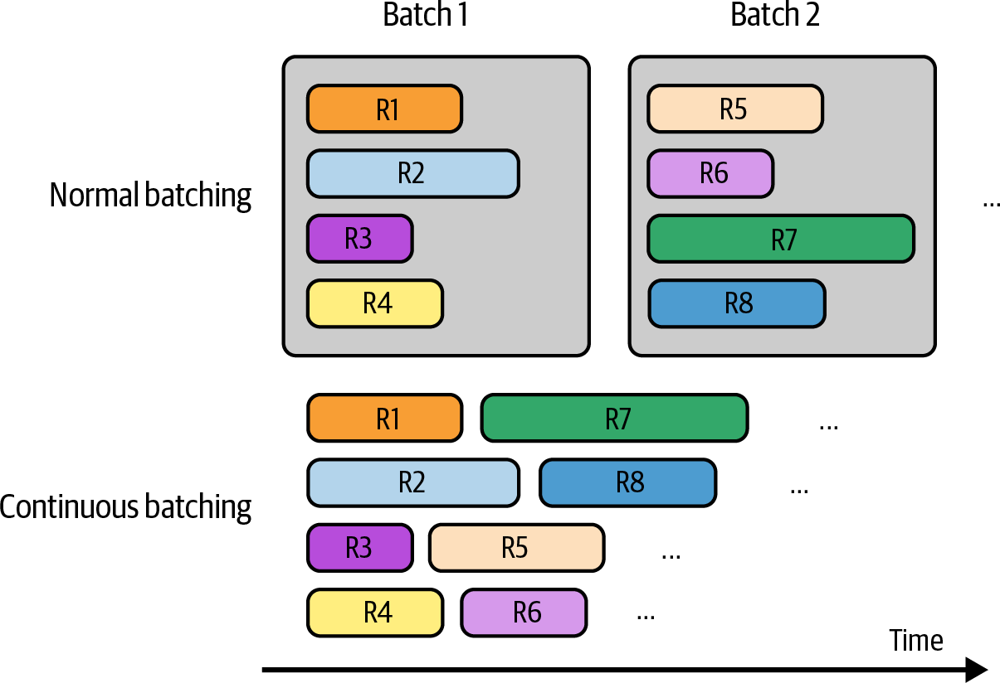 Batch 1
Batch 2
Normal batching
R1
R2
R3
R4
R5
R6
R7
R8
...
Continuous batching
R1
R7
...
R2
R8
...
R3
R5
...
R4
R6
...
Time